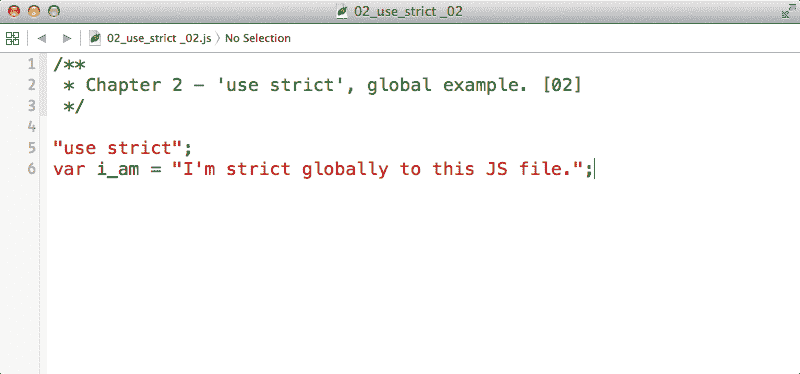 02_use_strict _02
02_use_strict _02.js 〉 No Selection
1 /**
2 * Chapter 2 – 'use strict', global example. [02]
3 */
4
5 "use strict";
6 var i_am = "I'm strict globally to this JS file.";